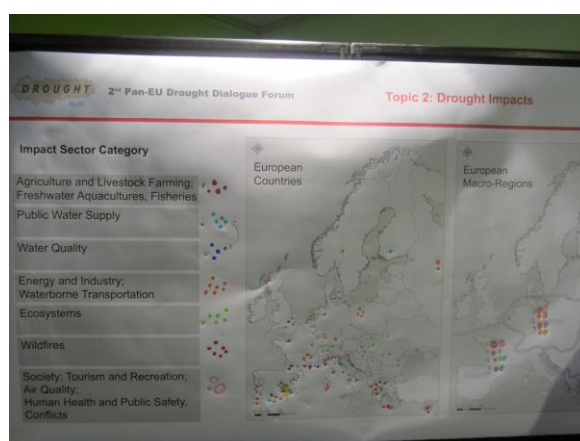 DROUGHT
2nd Pan-EU Drought Dialogue Forum
Topic 2: Drought Impacts
Impact Sector Category
Agriculture and Livestock Farming;
Freshwater Aquacultures, Fisheries
Public Water Supply
Water Quality
Energy and Industry;
Waterborne Transportation
Ecosystems
Wildfires
Society: Tourism and Recreation;
Air Quality;
Human Health and Public Safety,
Conflicts
European
Countries
European
Macro-Regions